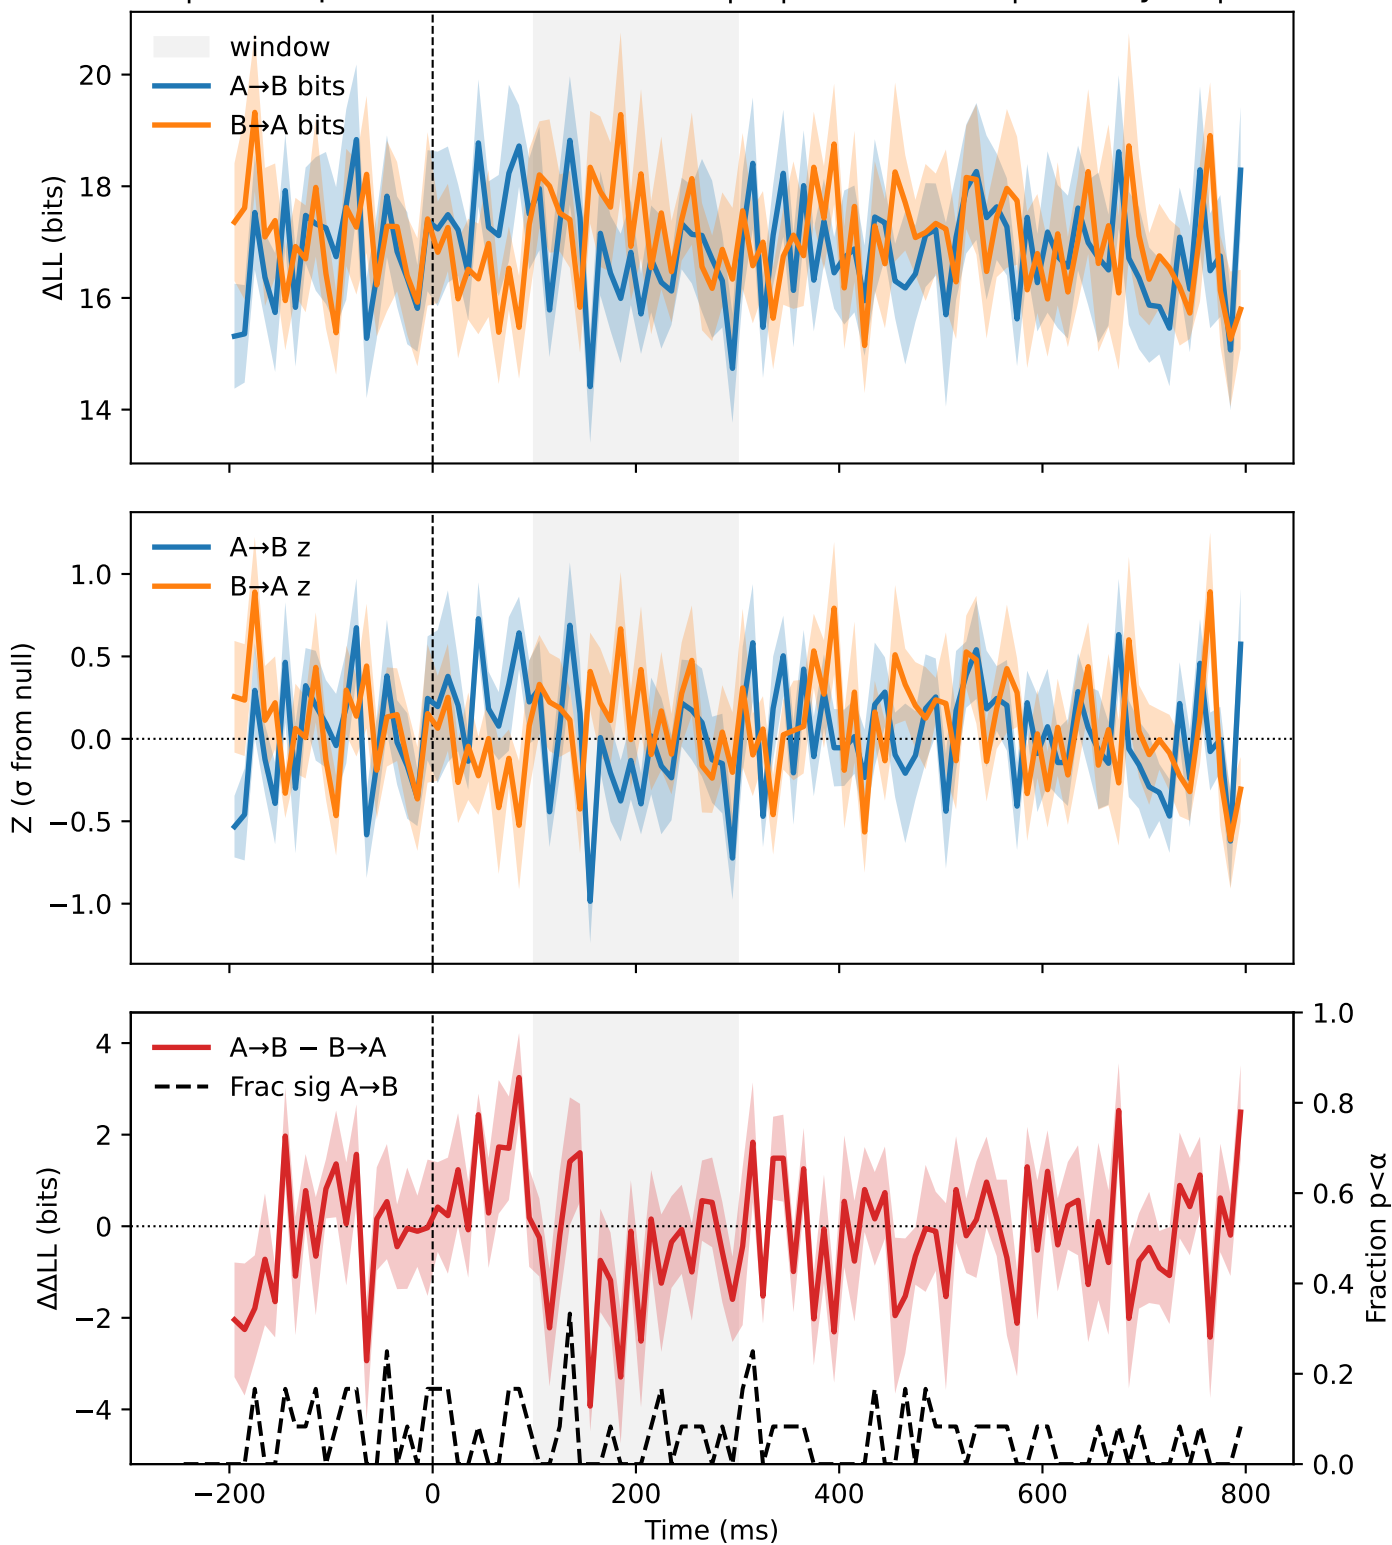 window
A→B bits
B→A bits
20
18
16
14
ΔLL (bits)
A→B z
B→A z
1.0
0.5
0.0
−0.5
−1.0
Z (σ from null)
A→B − B→A
Frac sig A→B
4
2
0
−2
−4
ΔΔLL (bits)
1.0
0.8
0.6
0.4
0.2
0.0
Fraction p<α
−200
0
200
400
600
800
Time (ms)